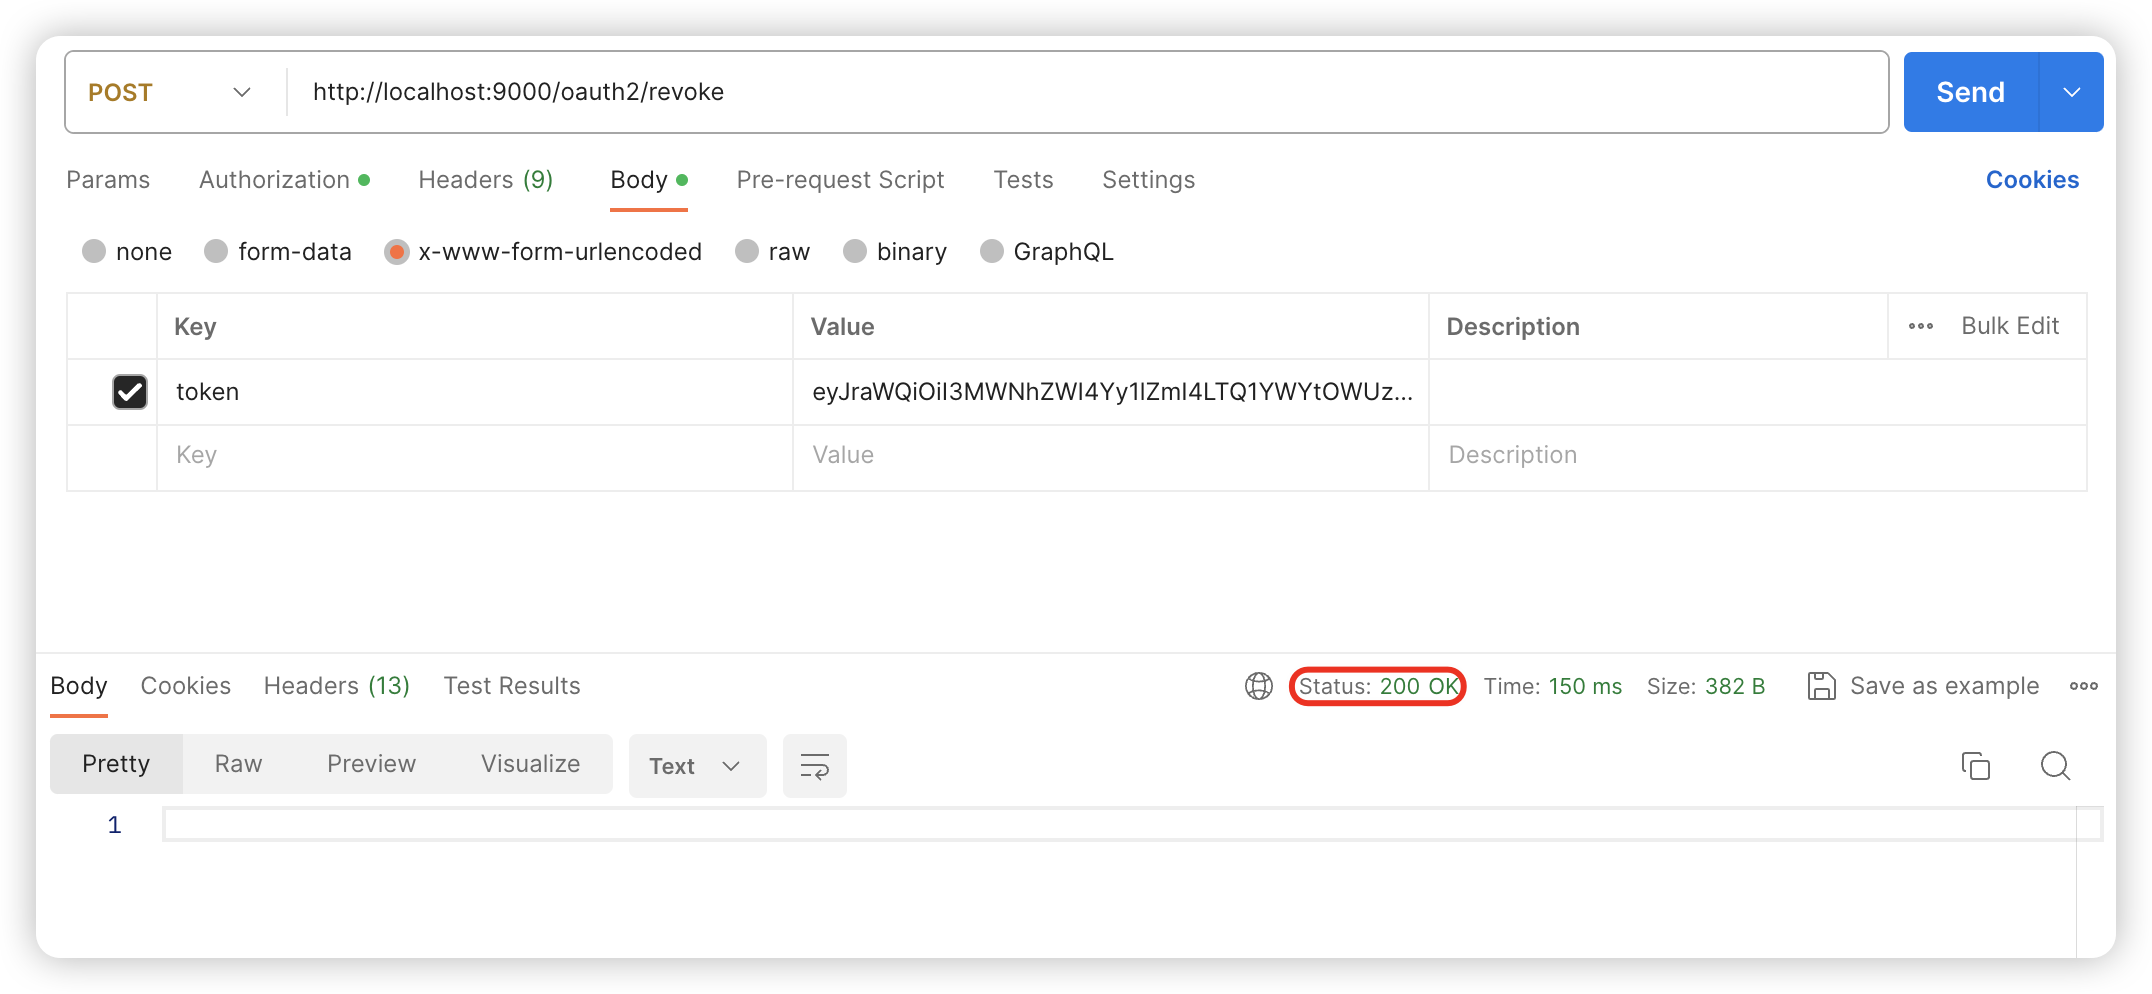 POST http://localhost:9000/oauth2/revoke Send
Params Authorization Headers (9) Body Pre-request Script Tests Settings Cookies
none form-data x-www-form-urlencoded raw binary GraphQL
Key Value Description Bulk Edit
token eyJraWQiOiI3MWNhZWI4Yy1lZmI4LTQ1YWYtOWUz...
Key Value Description
Body Cookies Headers (13) Test Results Status: 200 OK Time: 150 ms Size: 382 B Save as example
Pretty Raw Preview Visualize Text
1